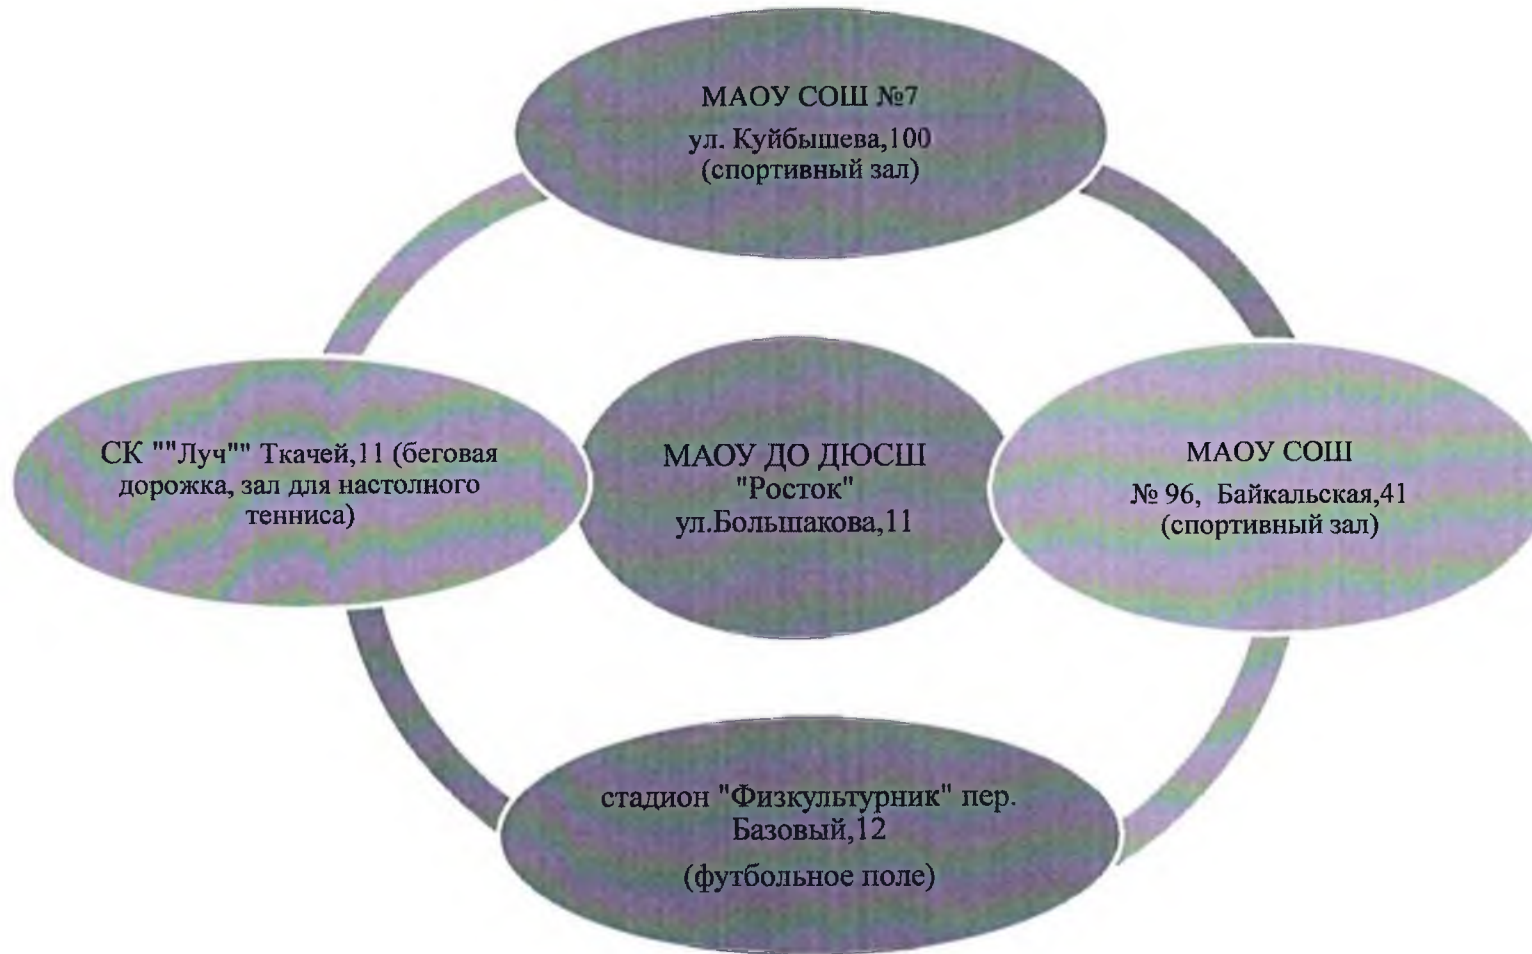 МАОУ СОШ №7
ул. Куйбышева,100
(спортивный зал)
СК ""Луч"" Ткачей,11 (беговая
дорожка, зал для настолного
тенниса)
МАОУ ДО ДЮСШ
"Росток"
ул.Большакова,11
МАОУ СОШ
№ 96, Байкальская,41
(спортивный зал)
стадион "Физкультурник" пер.
Базовый,12
(футбольное поле)